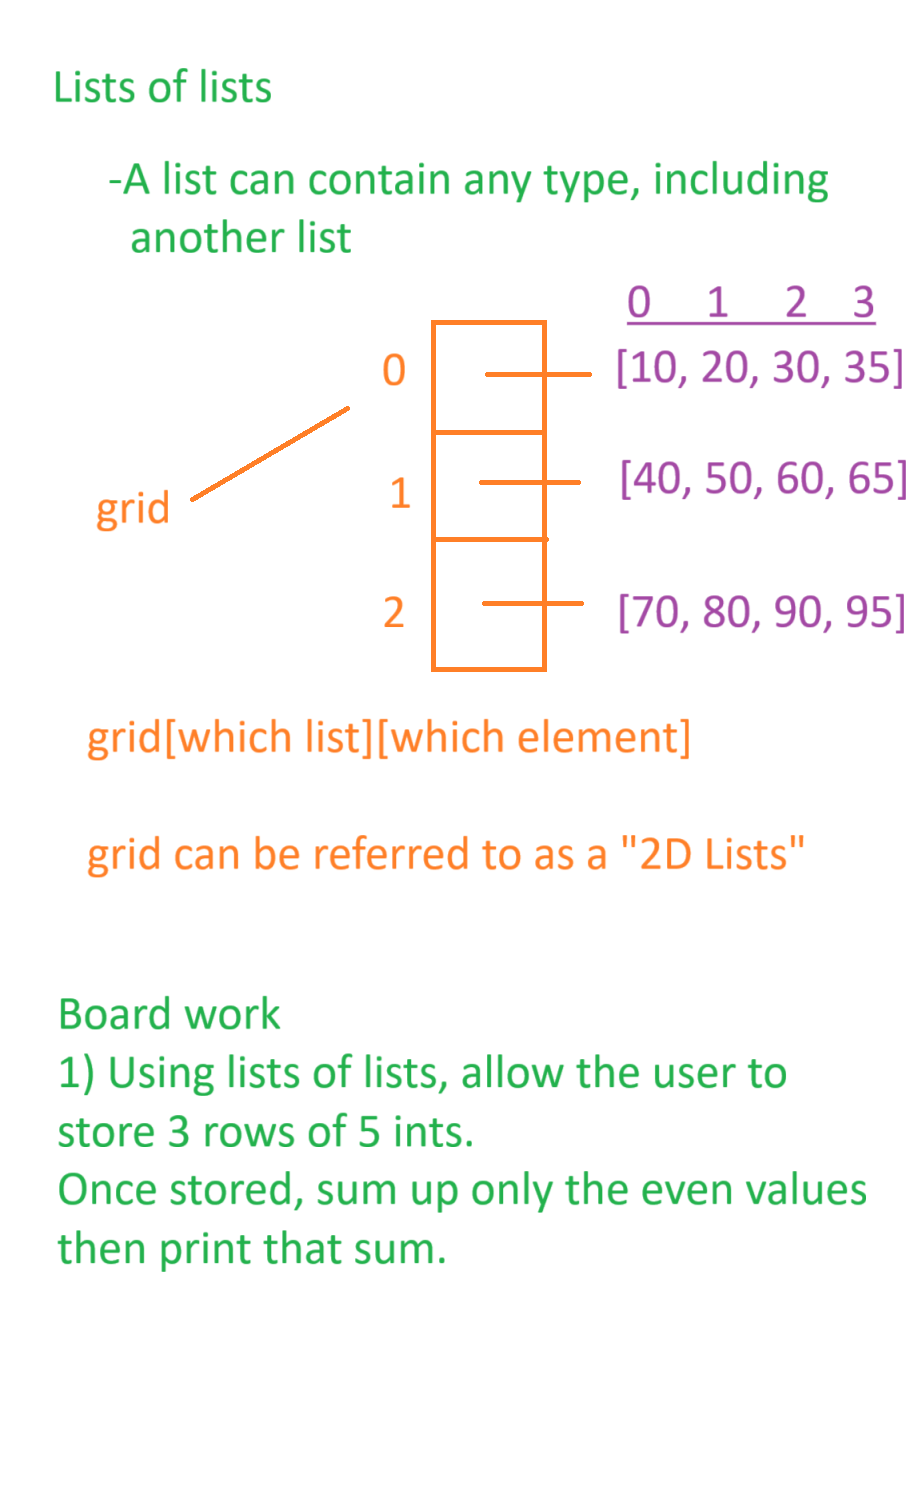 Lists of lists
-A list can contain any type, including
another list
0 1 2 3
0 [10, 20, 30, 35]
1 [40, 50, 60, 65]
grid
2 [70, 80, 90, 95]
grid[which list][which element]
grid can be referred to as a "2D Lists"
Board work
1) Using lists of lists, allow the user to
store 3 rows of 5 ints.
Once stored, sum up only the even values
then print that sum.